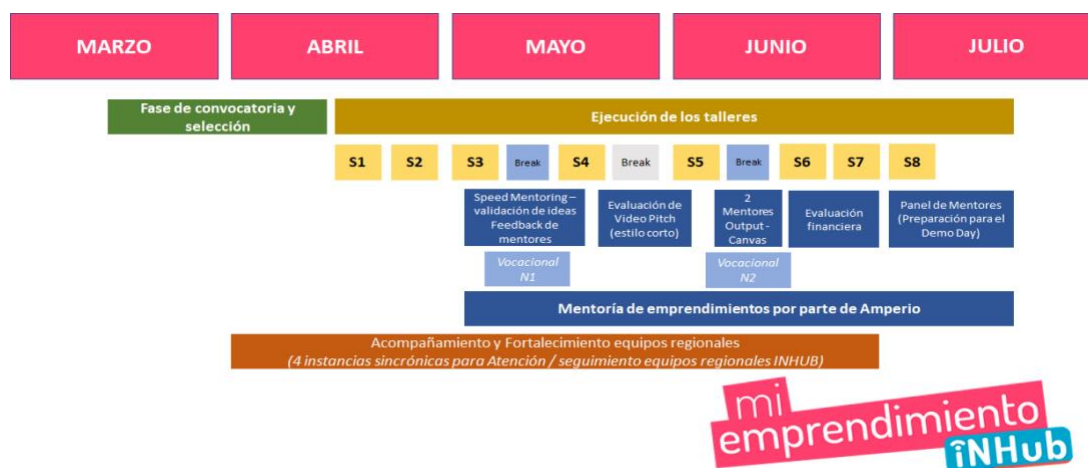 MARZO
ABRIL
MAYO
JUNIO
JULIO
Fase de convocatoria y
selección
Ejecución de los talleres
S1
S2
S3
Break
S4
Break
S5
Break
S6
S7
S8
Speed Mentoring –
validación de ideas
Feedback de
mentores
Evaluación de
Video Pitch
(estilo corto)
2
Mentores
Output -
Canvas
Evaluación
financiera
Panel de Mentores
(Preparación para el
Demo Day)
Vocacional
N1
Vocacional
N2
Mentoría de emprendimientos por parte de Amperio
Acompañamiento y Fortalecimiento equipos regionales
(4 instancias sincrónicas para Atención / seguimiento equipos regionales INHUB)
mi
emprendimiento
iNHub